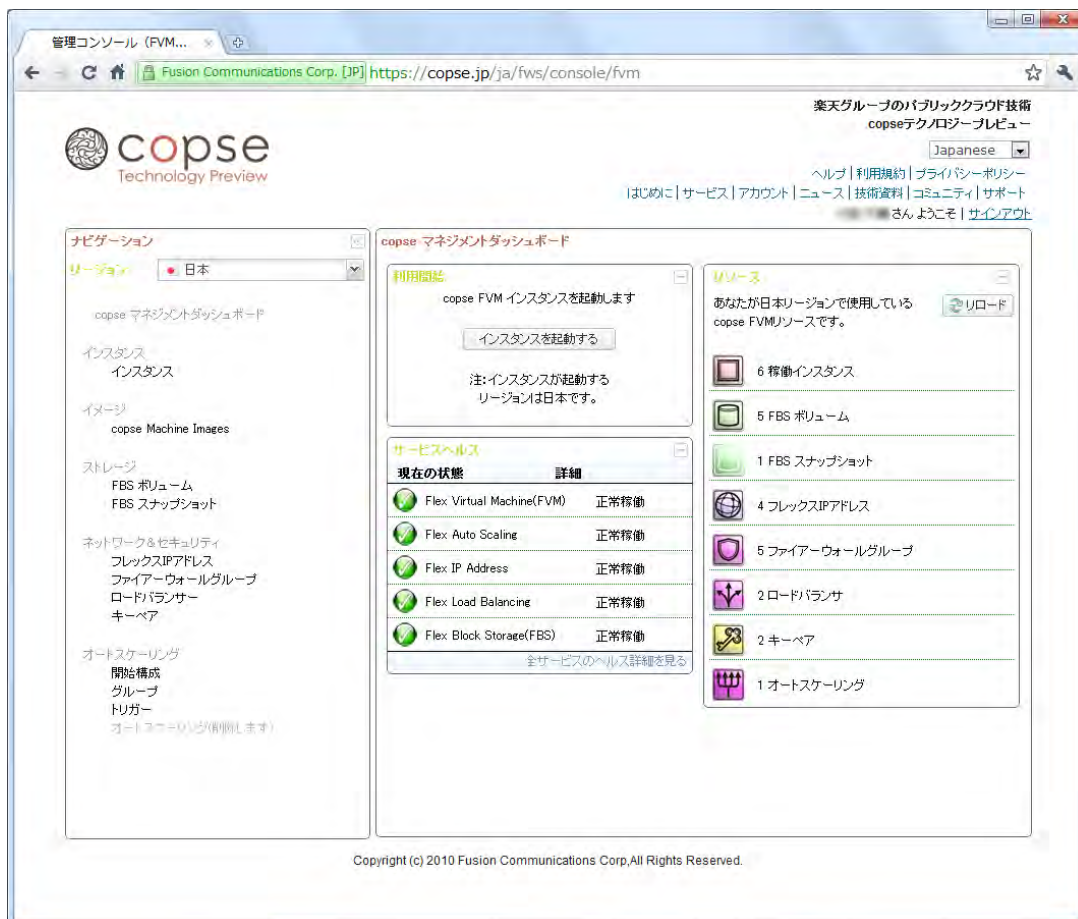 管理コンソール（FVM...
Fusion Communications Corp. [JP] https://copse.jp/ja/fws/console/fvm
楽天グループのパブリッククラウド技術
copseテクノロジープレビュー
copse
Technology Preview
Japanese
ヘルプ | 利用規約 | プライバシーポリシー
はじめに | サービス | アカウント | ニュース | 技術資料 | コミュニティ | サポート
さん ようこそ | サインアウト
ナビゲーション
リージョン
日本
copse マネジメントダッシュボード
インスタンス
インスタンス
イメージ
copse Machine Images
ストレージ
FBS ボリューム
FBS スナップショット
ネットワーク&セキュリティ
フレックスIPアドレス
ファイアーウォールグループ
ロードバランサー
キーペア
オートスケーリング
開始構成
グループ
トリガー
copse マネジメントダッシュボード
利用開始
copse FVM インスタンスを起動します
インスタンスを起動する
注:インスタンスが起動する
リージョンは日本です。
サービスヘルス
現在の状態 詳細
Flex Virtual Machine(FVM) 正常稼働
Flex Auto Scaling 正常稼働
Flex IP Address 正常稼働
Flex Load Balancing 正常稼働
Flex Block Storage(FBS) 正常稼働
全サービスのヘルス詳細を見る
リソース
あなたが日本リージョンで使用している
copse FVMリソースです。
リロード
6 稼働インスタンス
5 FBS ボリューム
1 FBS スナップショット
4 フレックスIPアドレス
5 ファイアーウォールグループ
2 ロードバランサ
2 キーペア
1 オートスケーリング
Copyright (c) 2010 Fusion Communications Corp,All Rights Reserved.